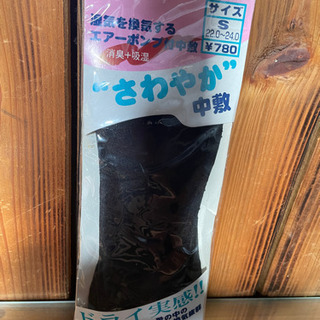 湿気を換気する
エアーポンプ付中敷
消臭+吸湿
サイズ
S
22.0~24.0
¥780
"さわやか"
中敷
ドライ実感!!